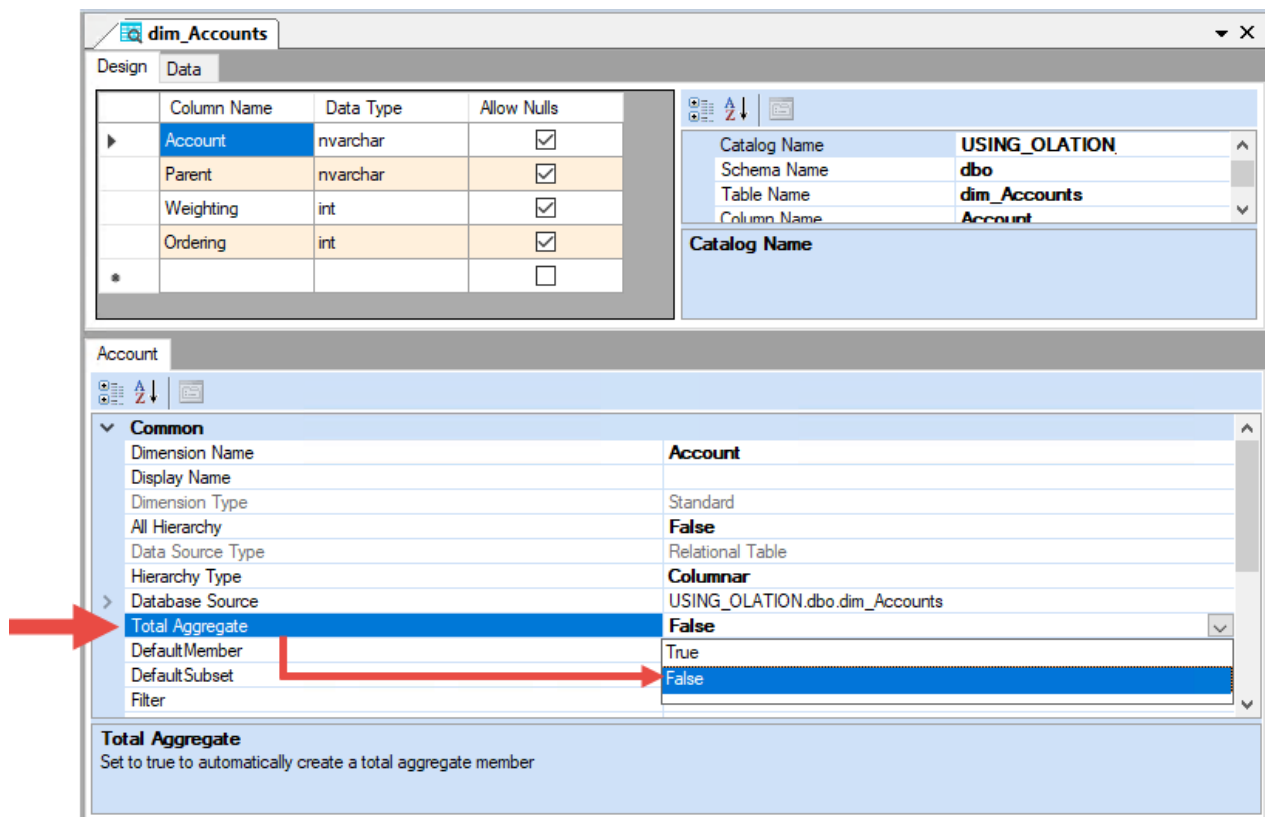 dim_Accounts
Design Data
Column Name Data Type Allow Nulls
Account nvarchar
Parent nvarchar
Weighting int
Ordering int
Catalog Name USING_OLATION
Schema Name dbo
Table Name dim_Accounts
Column Name Account
Catalog Name
Account
Common
Dimension Name Account
Display Name
Dimension Type Standard
All Hierarchy False
Data Source Type Relational Table
Hierarchy Type Columnar
Database Source USING_OLATION.dbo.dim_Accounts
Total Aggregate False
DefaultMember True
DefaultSubset False
Filter
Total Aggregate
Set to true to automatically create a total aggregate member